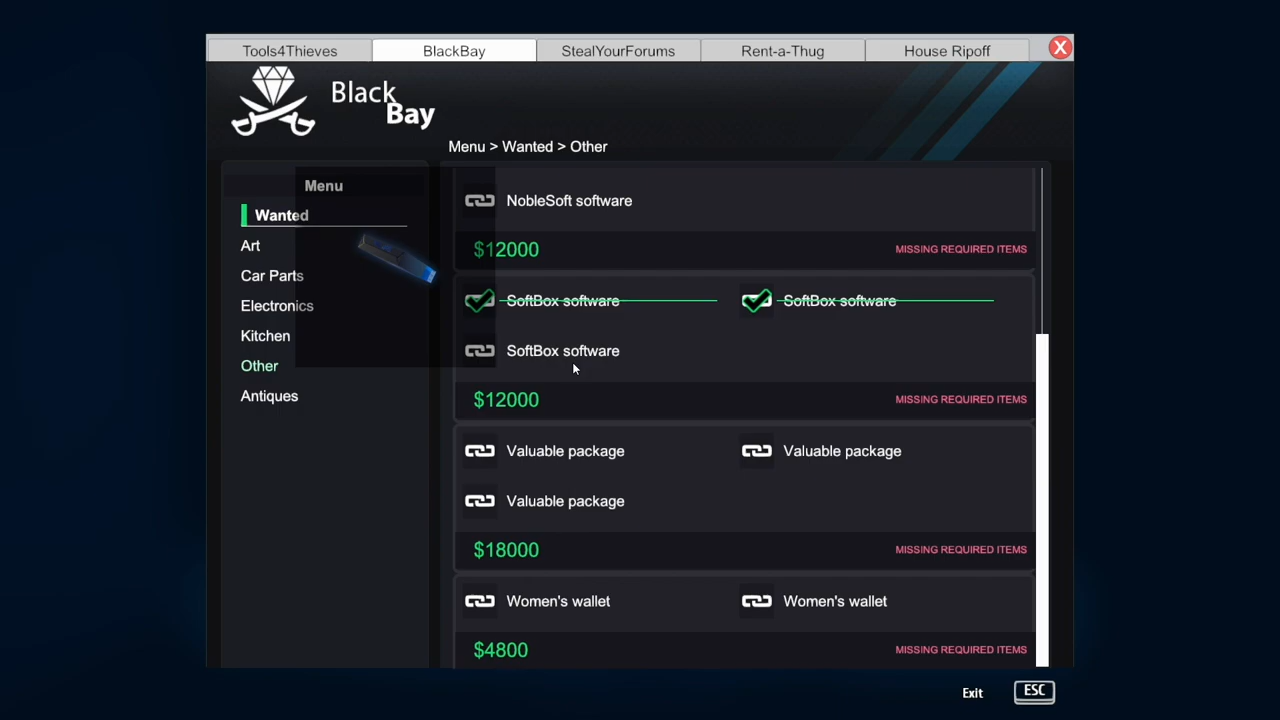 Tools4Thieves
BlackBay
StealYourForums
Rent-a-Thug
House Ripoff
X
Black
Bay
Menu > Wanted > Other
Menu
Wanted
Art
Car Parts
Electronics
Kitchen
Other
Antiques
NobleSoft software
$12000
MISSING REQUIRED ITEMS
SoftBox software
SoftBox software
SoftBox software
$12000
MISSING REQUIRED ITEMS
Valuable package
Valuable package
Valuable package
$18000
MISSING REQUIRED ITEMS
Women's wallet
Women's wallet
$4800
MISSING REQUIRED ITEMS
Exit
ESC